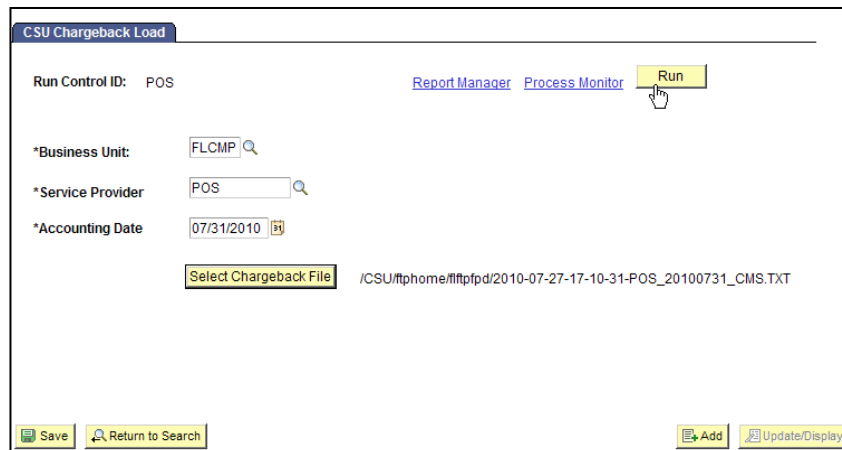 CSU Chargeback Load
Run Control ID: POS Report Manager Process Monitor Run
*Business Unit: FLCMP
*Service Provider POS
*Accounting Date 07/31/2010 31
Select Chargeback File /CSU/ftphome/flftpfpd/2010-07-27-17-10-31-POS_20100731_CMS.TXT
Save Return to Search Add Update/Display